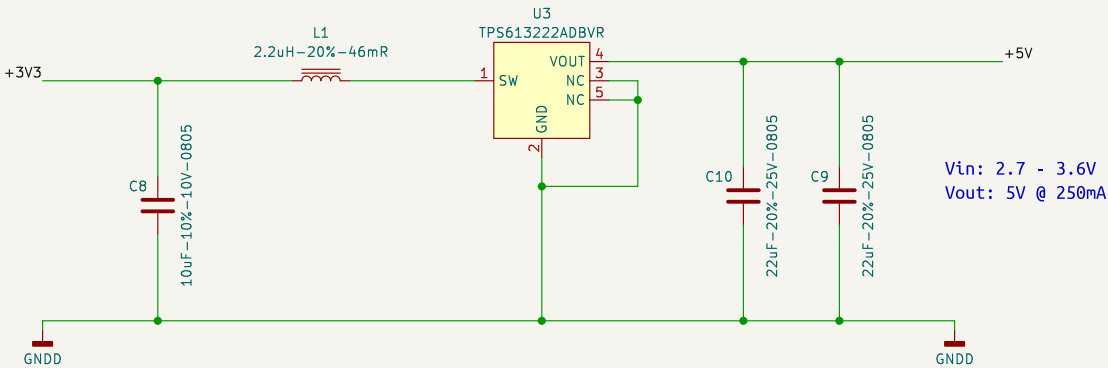 U3
TPS613222ADBVR
L1
2.2uH-20%-46mR
+3V3
+5V
1
SW
VOUT
4
NC
3
NC
5
GND
2
C8
10uF-10%-10V-0805
C10
22uF-20%-25V-0805
C9
22uF-20%-25V-0805
Vin: 2.7 - 3.6V
Vout: 5V @ 250mA
GNDD
GNDD